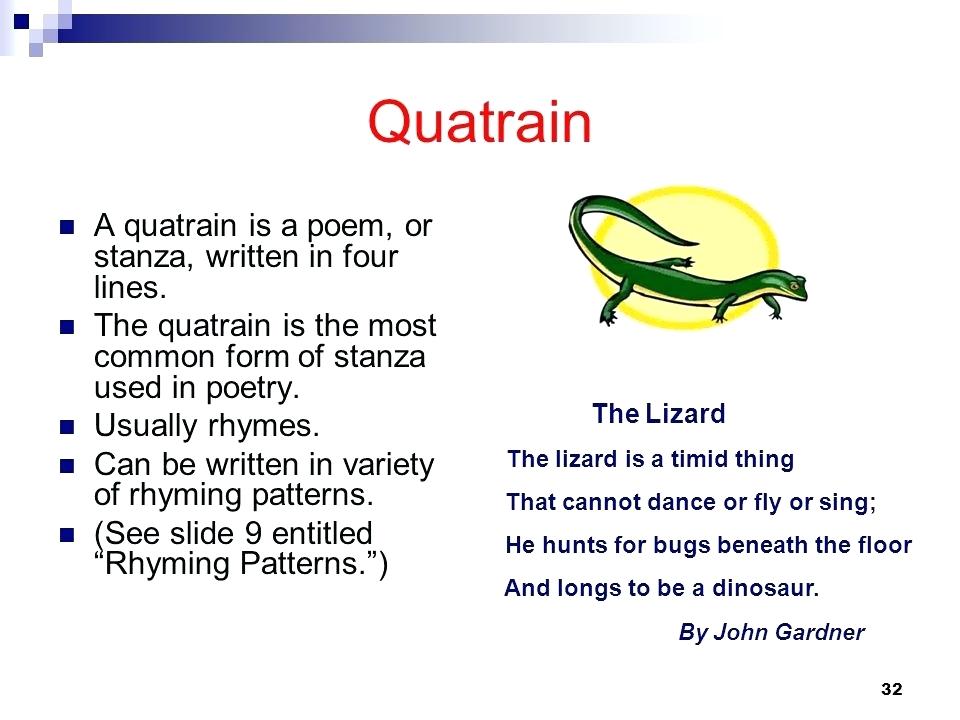 Quatrain
A quatrain is a poem, or
stanza, written in four
lines.
The quatrain is the most
common form of stanza
used in poetry.
Usually rhymes.
Can be written in variety
of rhyming patterns.
(See slide 9 entitled
“Rhyming Patterns.”)
The Lizard
The lizard is a timid thing
That cannot dance or fly or sing;
He hunts for bugs beneath the floor
And longs to be a dinosaur.
By John Gardner
32